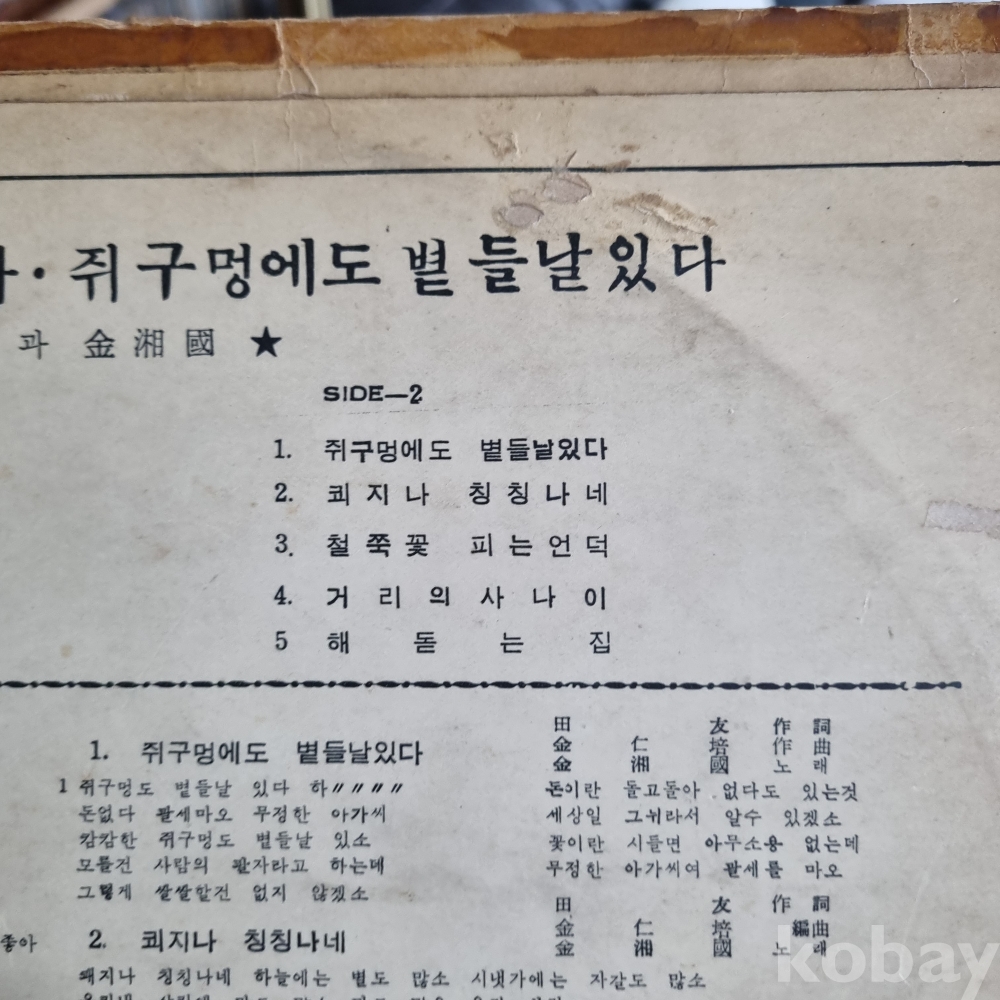 · 쥐구멍에도 볕들날있다
과 金湘國 ★
SIDE—2
1. 쥐구멍에도 볕들날있다
2. 쾨지나 칭칭나네
3. 철쭉꽃 피는언덕
4. 거리의사나이
5 해돋는집
1. 쥐구멍에도 볕들날있다
田友作詞
金仁培作曲
金湘國노래
1 쥐구멍도 볕들날 있다 하〃〃〃〃
돈없다 괄세마오 무정한 아가씨
캄캄한 쥐구멍도 볕들날 있소
모를건 사람의 팔자라고 하는데
그렇게 쌀쌀할건 없지 않겠소
돈이란 돌고돌아 없다도 있는것
세상일 그뉘라서 알수 있겠소
꽃이란 시들면 아무소용 없는데
무정한 아가씨여 괄세를 마오
좋아
2. 쾨지나 칭칭나네
田友作詞
金仁培編曲
金湘國노래
쾌지나 칭칭나네 하늘에는 별도 많소 시냇가에는 자갈도 많소
kobay